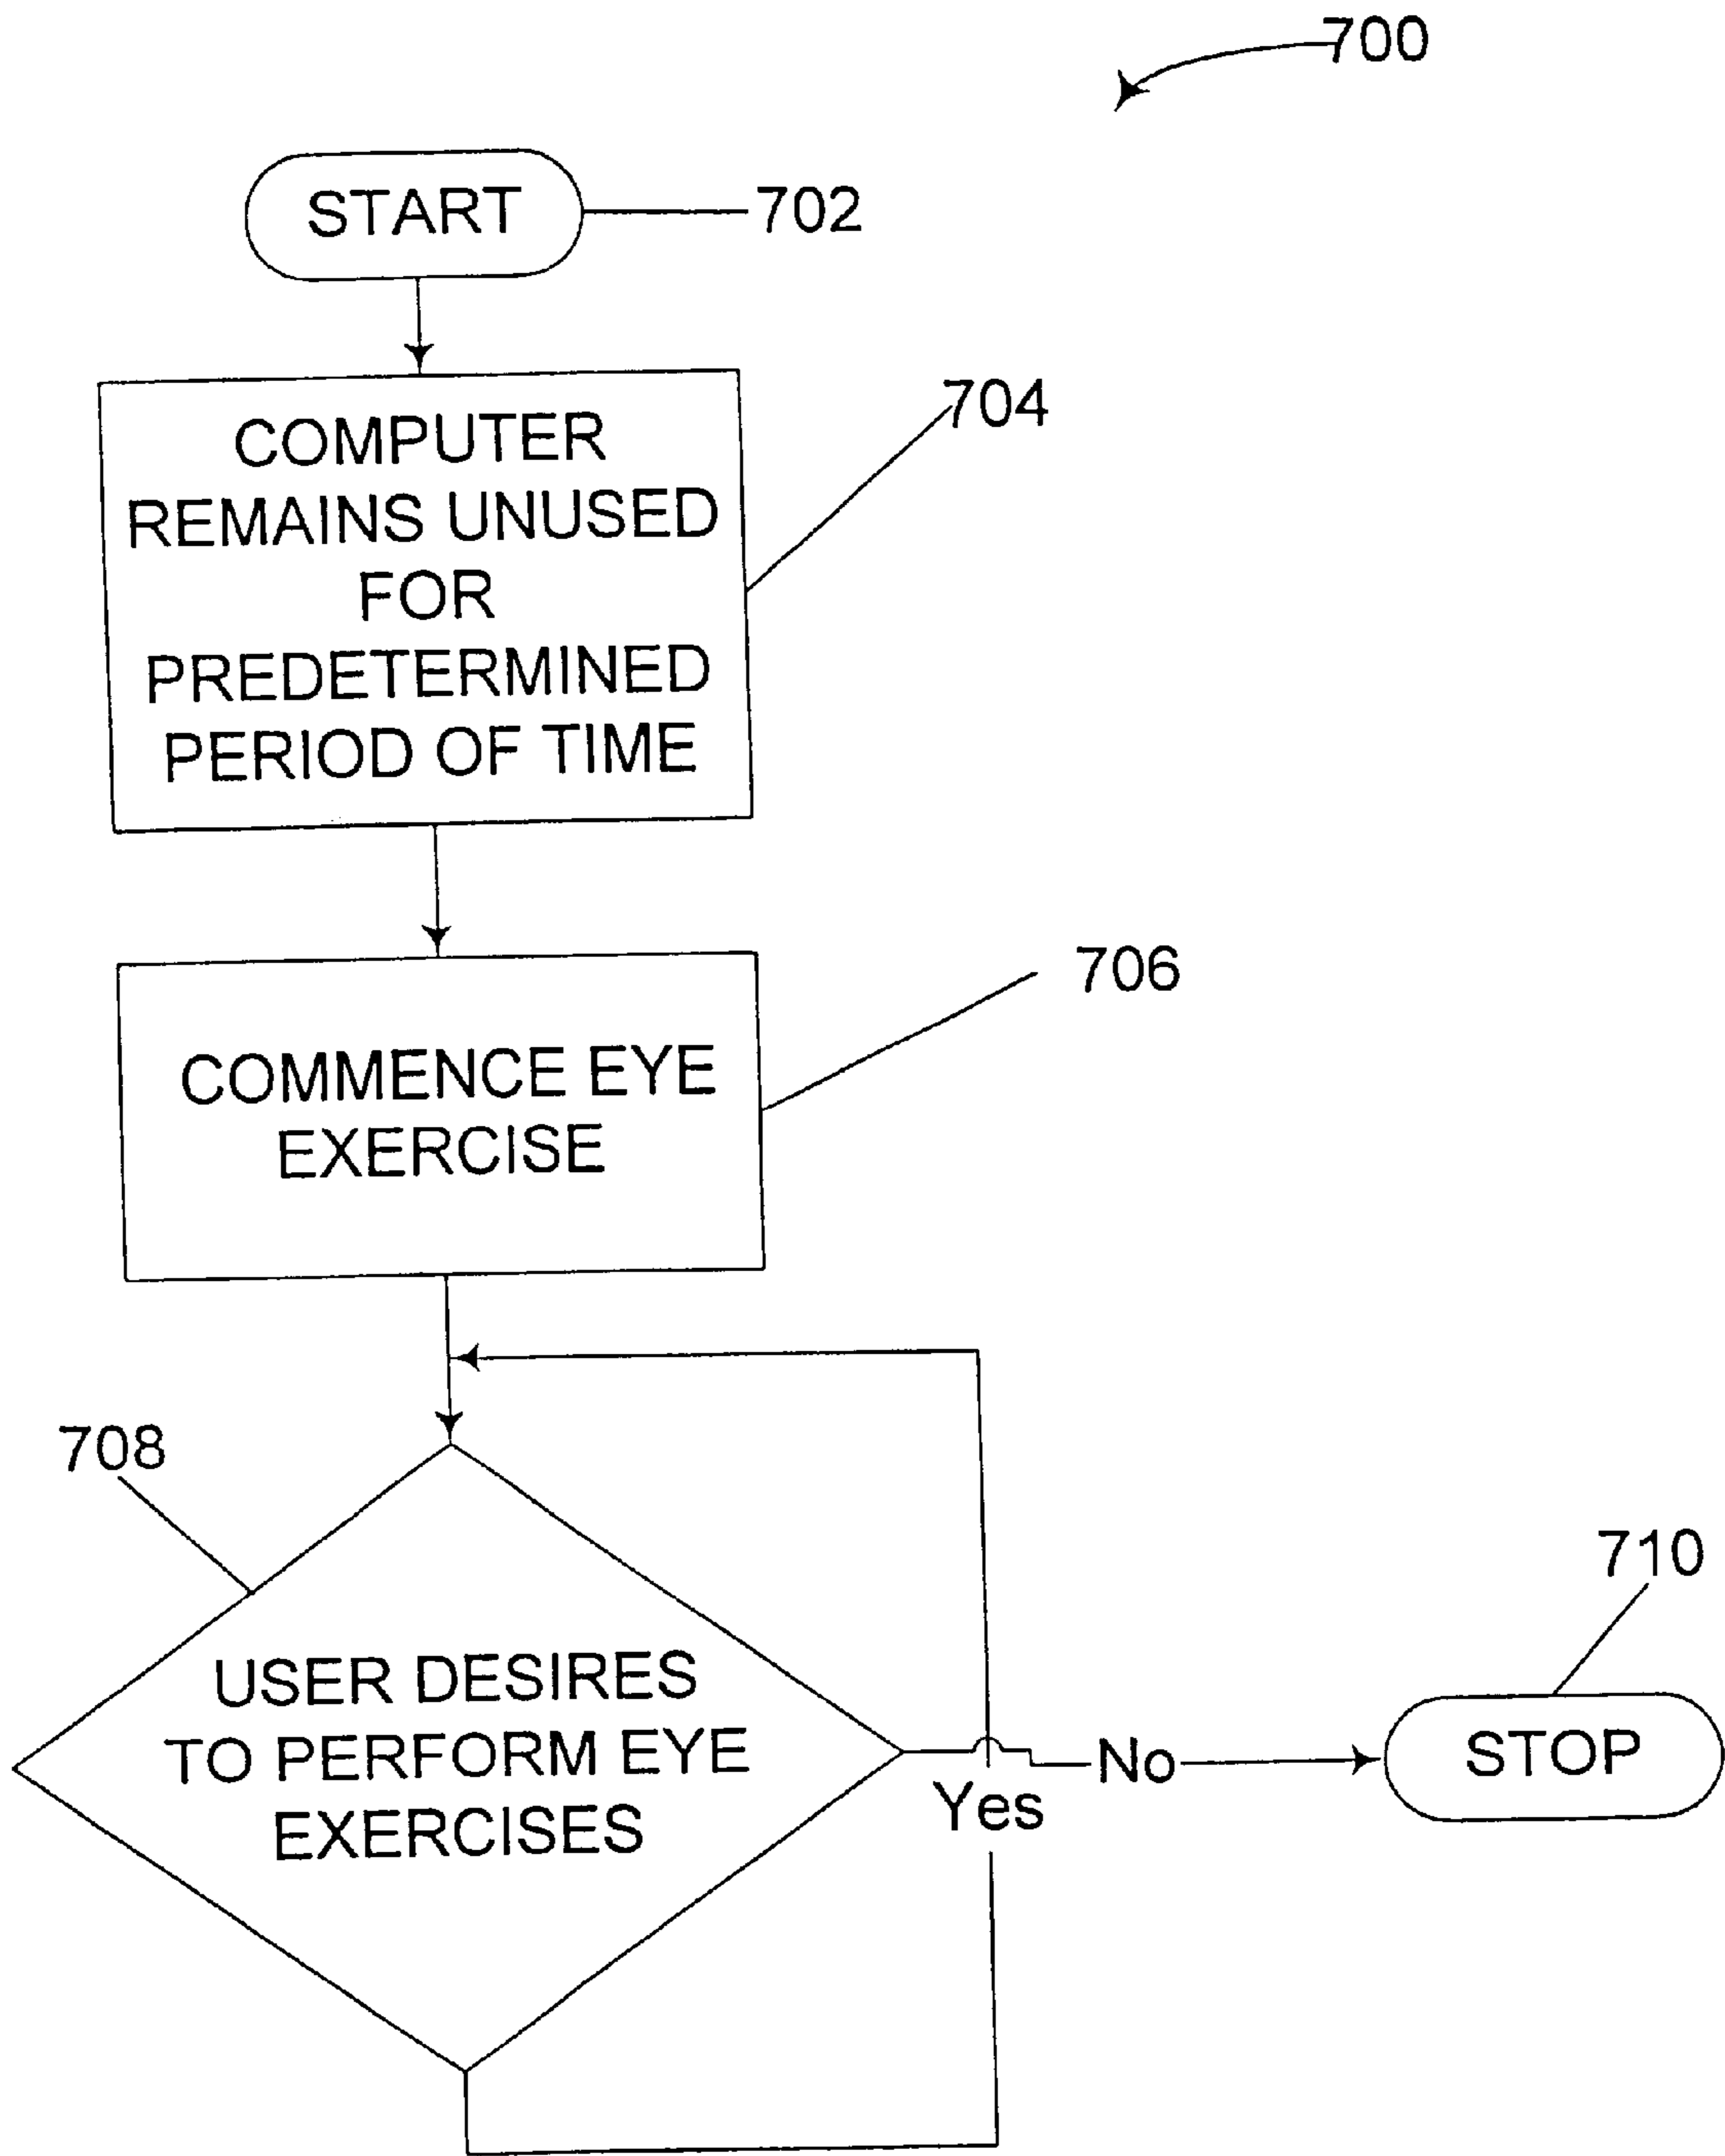 700
START
702
COMPUTER
REMAINS UNUSED
FOR
PREDETERMINED
PERIOD OF TIME
704
COMMENCE EYE
EXERCISE
706
708
USER DESIRES
TO PERFORM EYE
EXERCISES
No
Yes
710
STOP